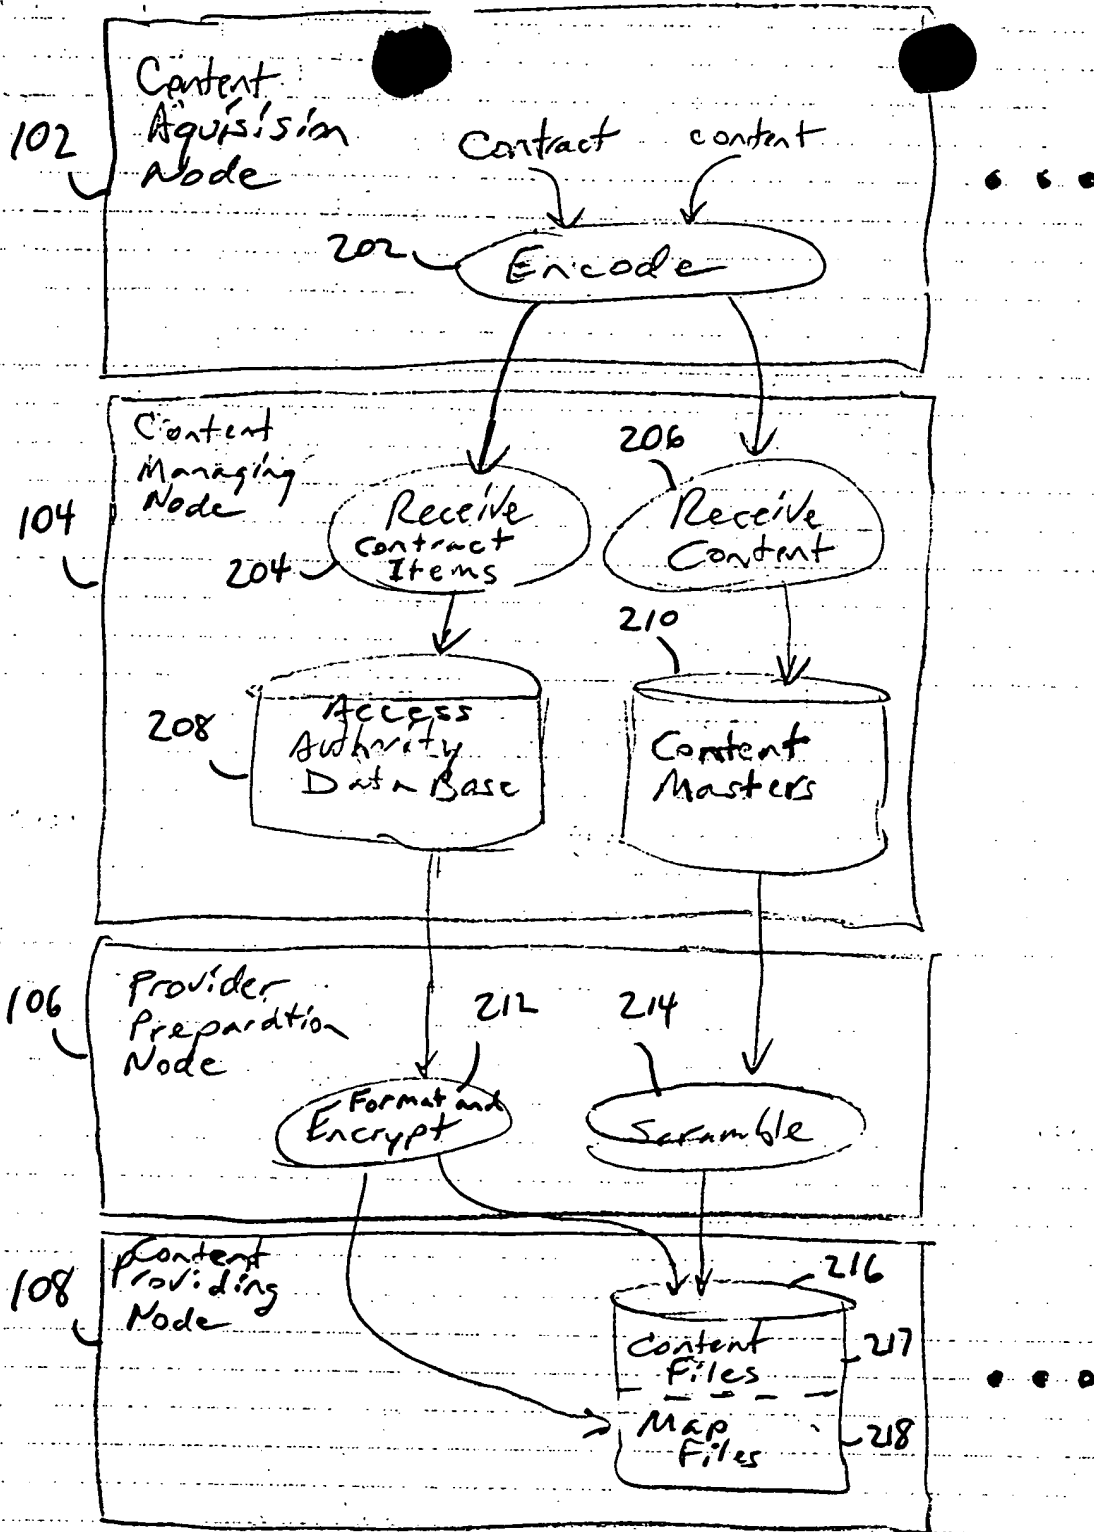 Content
Aquisision
Node
102
Contract
content
202
Encode
Content
Managing
Node
104
206
Receive
Contract
Items
204
Receive
Content
210
208
Access
Authority
Data Base
Content
Masters
106
Provider
Preparation
Node
212
214
Format and
Encrypt
Scramble
108
Content
Providing
Node
216
Content
Files
217
Map
Files
218